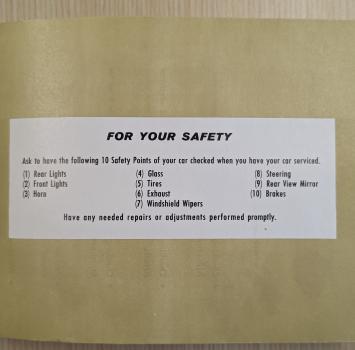 FOR YOUR SAFETY
Ask to have the following 10 Safety Points of your car checked when you have your car serviced.
(1) Rear Lights
(2) Front Lights
(3) Horn
(4) Glass
(5) Tires
(6) Exhaust
(7) Windshield Wipers
(8) Steering
(9) Rear View Mirror
(10) Brakes
Have any needed repairs or adjustments performed promptly.